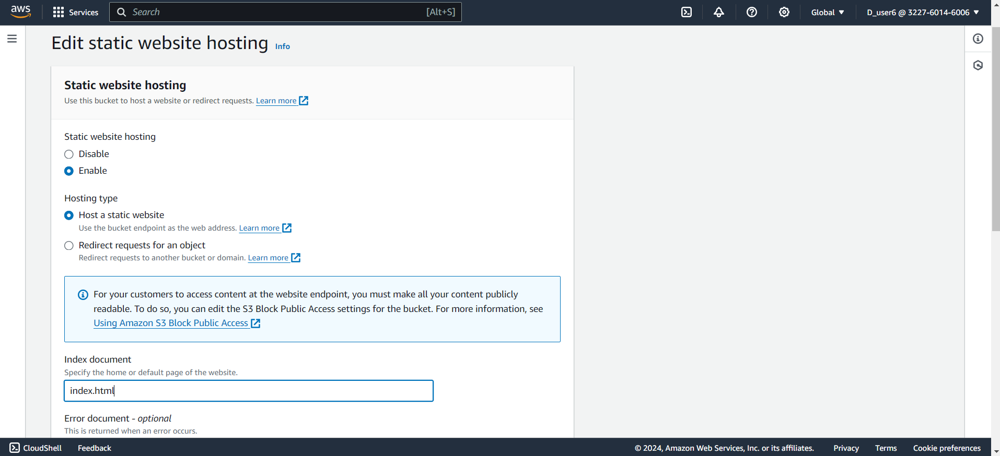 aws
Services
Search
[Alt+S]
Global
D_user6 @ 3227-6014-6006
Edit static website hosting Info
Static website hosting
Use this bucket to host a website or redirect requests. Learn more
Static website hosting
Disable
Enable
Hosting type
Host a static website
Use the bucket endpoint as the web address. Learn more
Redirect requests for an object
Redirect requests to another bucket or domain. Learn more
For your customers to access content at the website endpoint, you must make all your content publicly
readable. To do so, you can edit the S3 Block Public Access settings for the bucket. For more information, see
Using Amazon S3 Block Public Access
Index document
Specify the home or default page of the website.
index.html
Error document - optional
This is returned when an error occurs.
CloudShell
Feedback
© 2024, Amazon Web Services, Inc. or its affiliates.
Privacy
Terms
Cookie preferences